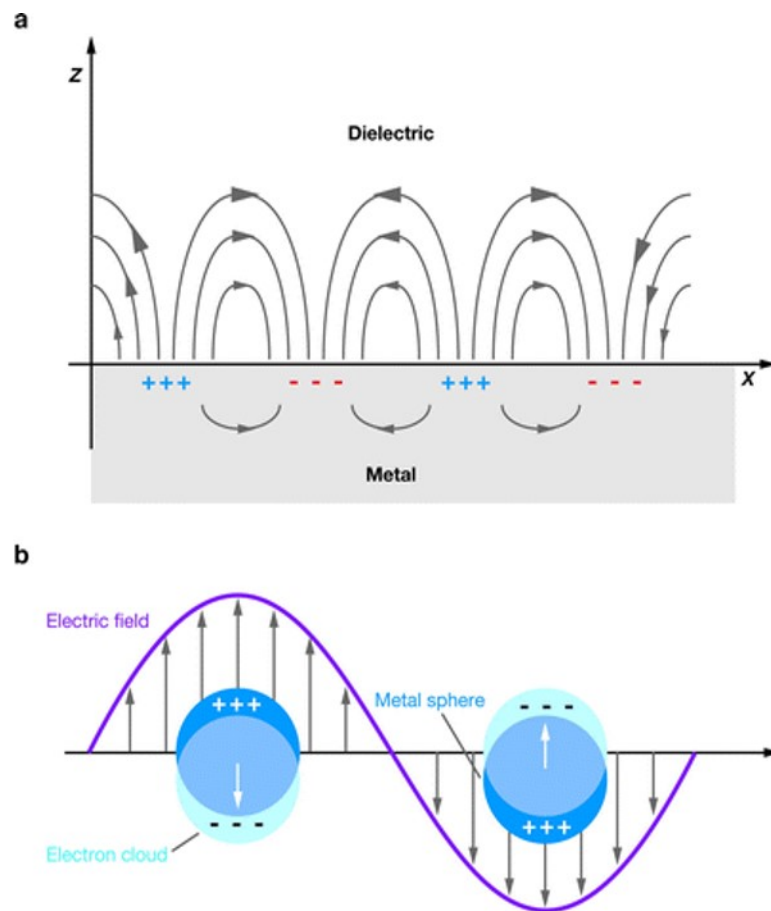 a
z
Dielectric
+++ - - - +++ - - -
x
Metal
b
Electric field
+++
Metal sphere
- - -
- - -
+++
Electron cloud